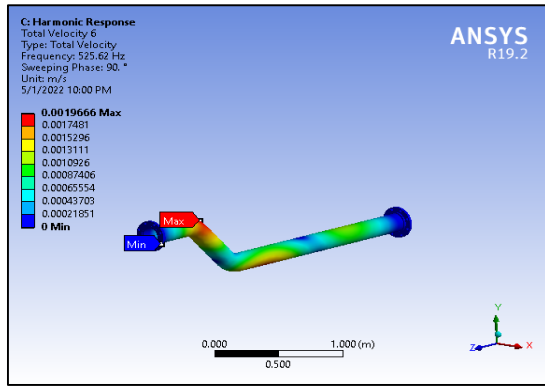 C: Harmonic Response
Total Velocity 6
Type: Total Velocity
Frequency: 525.62 Hz
Sweeping Phase: 90. °
Unit: m/s
5/1/2022 10:00 PM
ANSYS
R19.2
0.0019666 Max
0.0017481
0.0015296
0.0013111
0.0010926
0.00087406
0.00065554
0.00043703
0.00021851
0 Min
Max
Min
0.000
1.000 (m)
0.500
Y
Z
X